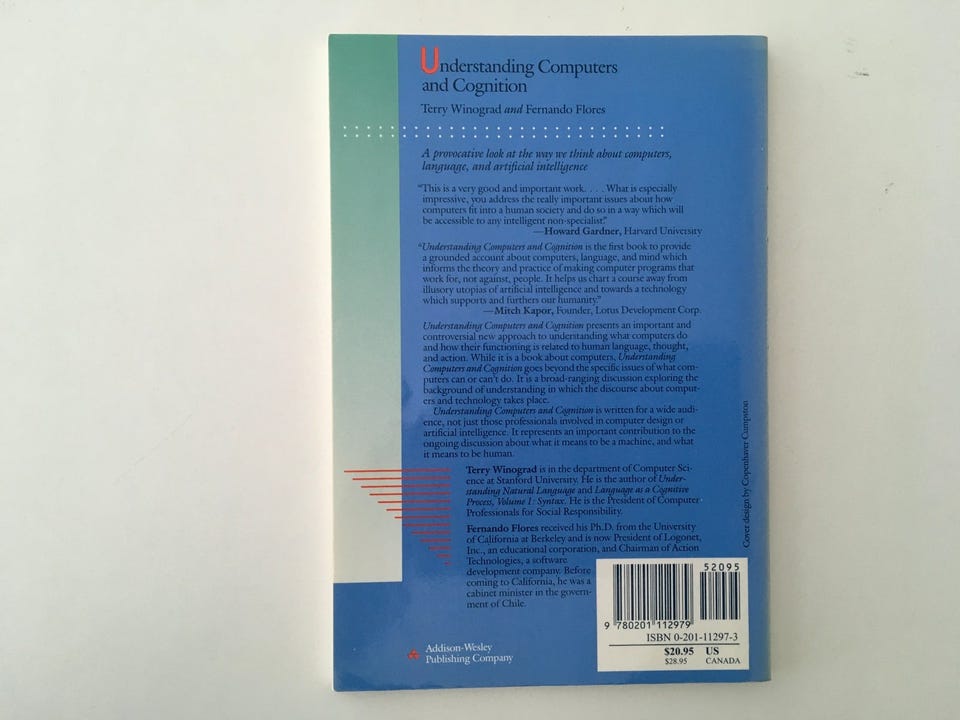 Understanding Computers
and Cognition
Terry Winograd and Fernando Flores
A provocative look at the way we think about computers,
language, and artificial intelligence
“This is a very good and important work. . . . What is especially
impressive, you address the really important issues about how
computers fit into a human society and do so in a way which will
be accessible to any intelligent non-specialist.”
—Howard Gardner, Harvard University
“Understanding Computers and Cognition is the first book to provide
a grounded account about computers, language, and mind which
informs the theory and practice of making computer programs that
work for, not against, people. It helps us chart a course away from
illusory utopias of artificial intelligence and towards a technology
which supports and furthers our humanity.”
—Mitch Kapor, Founder, Lotus Development Corp.
Understanding Computers and Cognition presents an important and
controversial new approach to understanding what computers do
and how their functioning is related to human language, thought,
and action. While it is a book about computers, Understanding
Computers and Cognition goes beyond the specific issues of what com-
puters can or can't do. It is a broad-ranging discussion exploring the
background of understanding in which the discourse about comput-
ers and technology takes place.
Understanding Computers and Cognition is written for a wide audi-
ence, not just those professionals involved in computer design or
artificial intelligence. It represents an important contribution to the
ongoing discussion about what it means to be a machine, and what
it means to be human.
Terry Winograd is in the department of Computer Sci-
ence at Stanford University. He is the author of Under-
standing Natural Language and Language as a Cognitive
Process, Volume 1: Syntax. He is the President of Computer
Professionals for Social Responsibility.
Fernando Flores received his Ph.D. from the University
of California at Berkeley and is now President of Logonet,
Inc., an educational corporation, and Chairman of Action
Technologies, a software
development company. Before
coming to California, he was a
cabinet minister in the govern-
ment of Chile.
Cover design by Copenhaver Cumpston
52095
9 780201 112979
ISBN 0-201-11297-3
$20.95 US
$28.95 CANADA
Addison-Wesley
Publishing Company